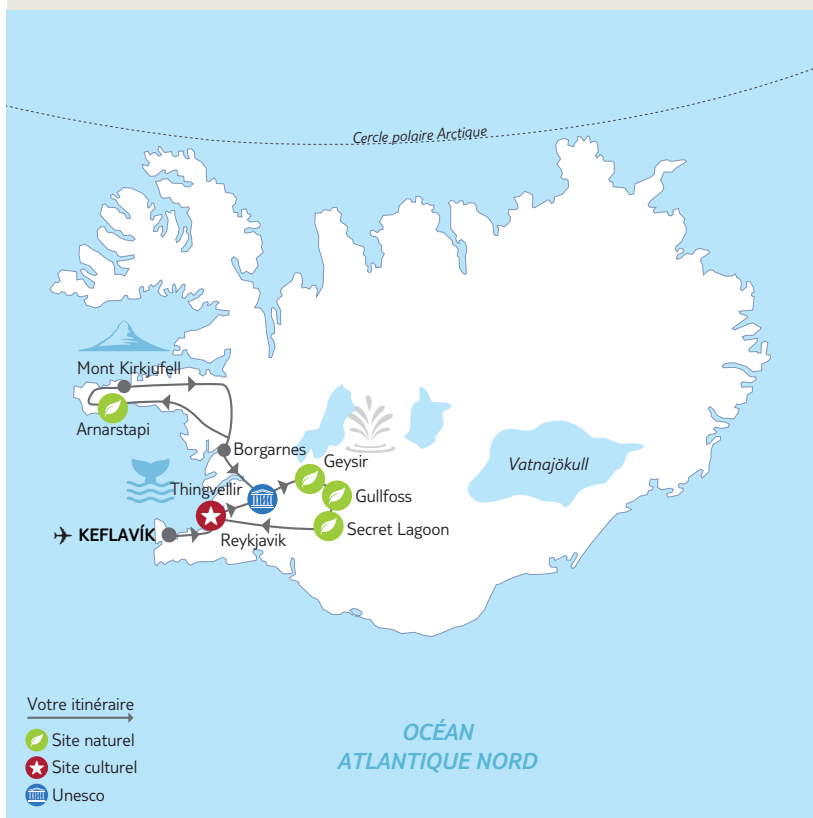 Cercle polaire Arctique
Mont Kirkjufell
Arnarstapi
Borgarnes
Geysir
Vatnajökull
Thingvellir
Gullfoss
Secret Lagoon
KEFLAVÍK
Reykjavik
Votre itinéraire
Site naturel
Site culturel
Unesco
OCÉAN
ATLANTIQUE NORD